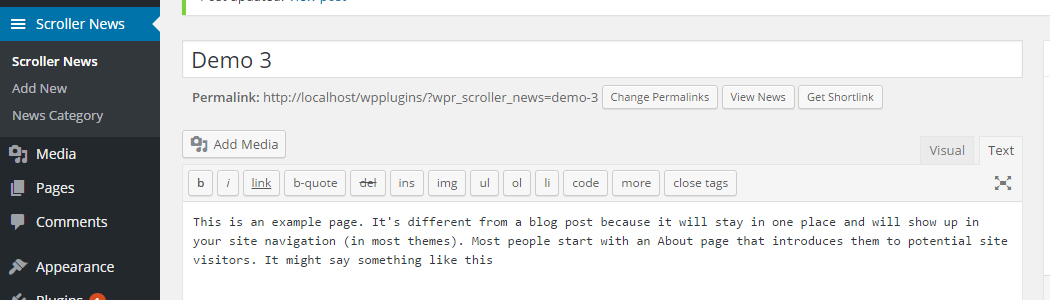 Post updated. View post
Scroller News
Scroller News
Add New
News Category
Media
Pages
Comments
Appearance
Plugins
Demo 3
Permalink: http://localhost/wpplugins/?wpr_scroller_news=demo-3 Change Permalinks View News Get Shortlink
Add Media
Visual Text
b i link b-quote del ins img ul ol li code more close tags
This is an example page. It's different from a blog post because it will stay in one place and will show up in
your site navigation (in most themes). Most people start with an About page that introduces them to potential site
visitors. It might say something like this